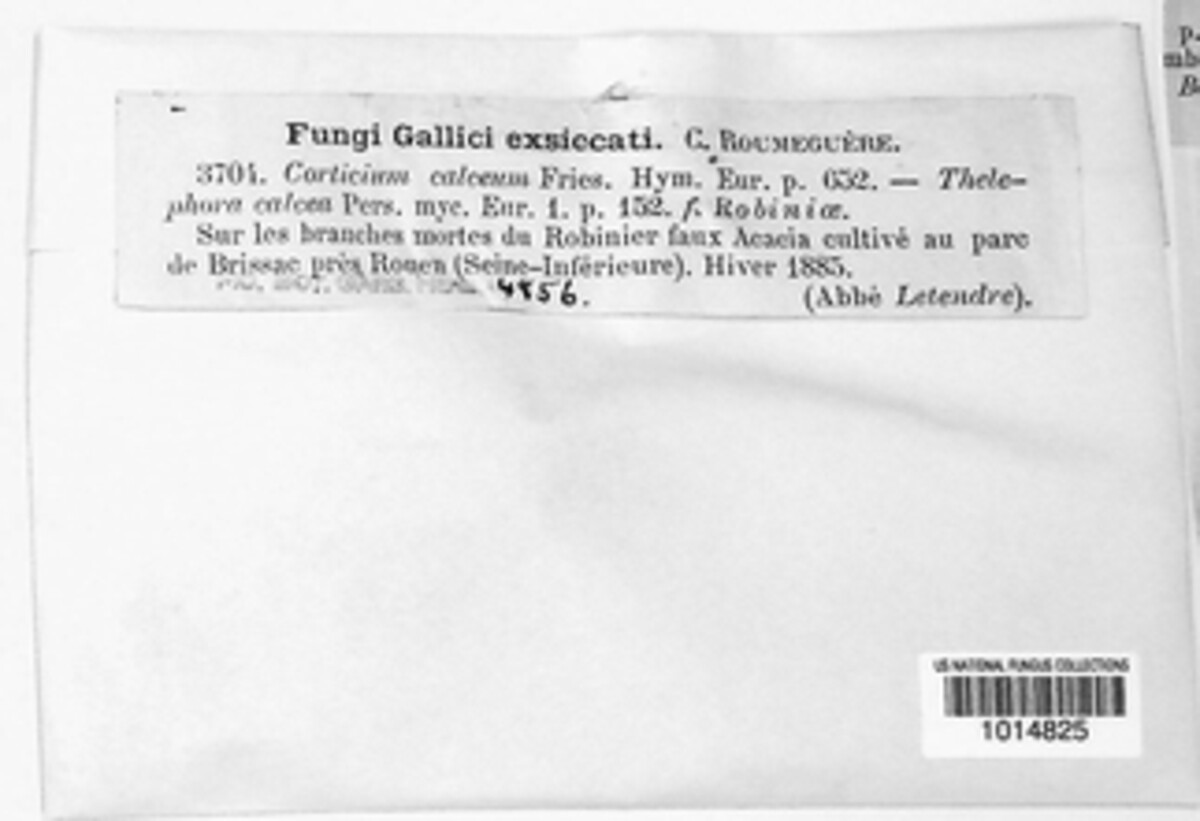 Fungi Gallici exsiccati. C. ROUMEGUÈRE.
3701. Corticium calceum Fries. Hym. Eur. p. 652. — Thele-
phora calcea Pers. myc. Eur. 1. p. 152. f. Robiniæ.
Sur les branches mortes du Robinier faux Acacia cultivé au parc
de Brissac près Rouen (Seine-Inférieure). Hiver 1885.
4856.
(Abbé Letendre).
US NATIONAL FUNGUS COLLECTIONS
1014825